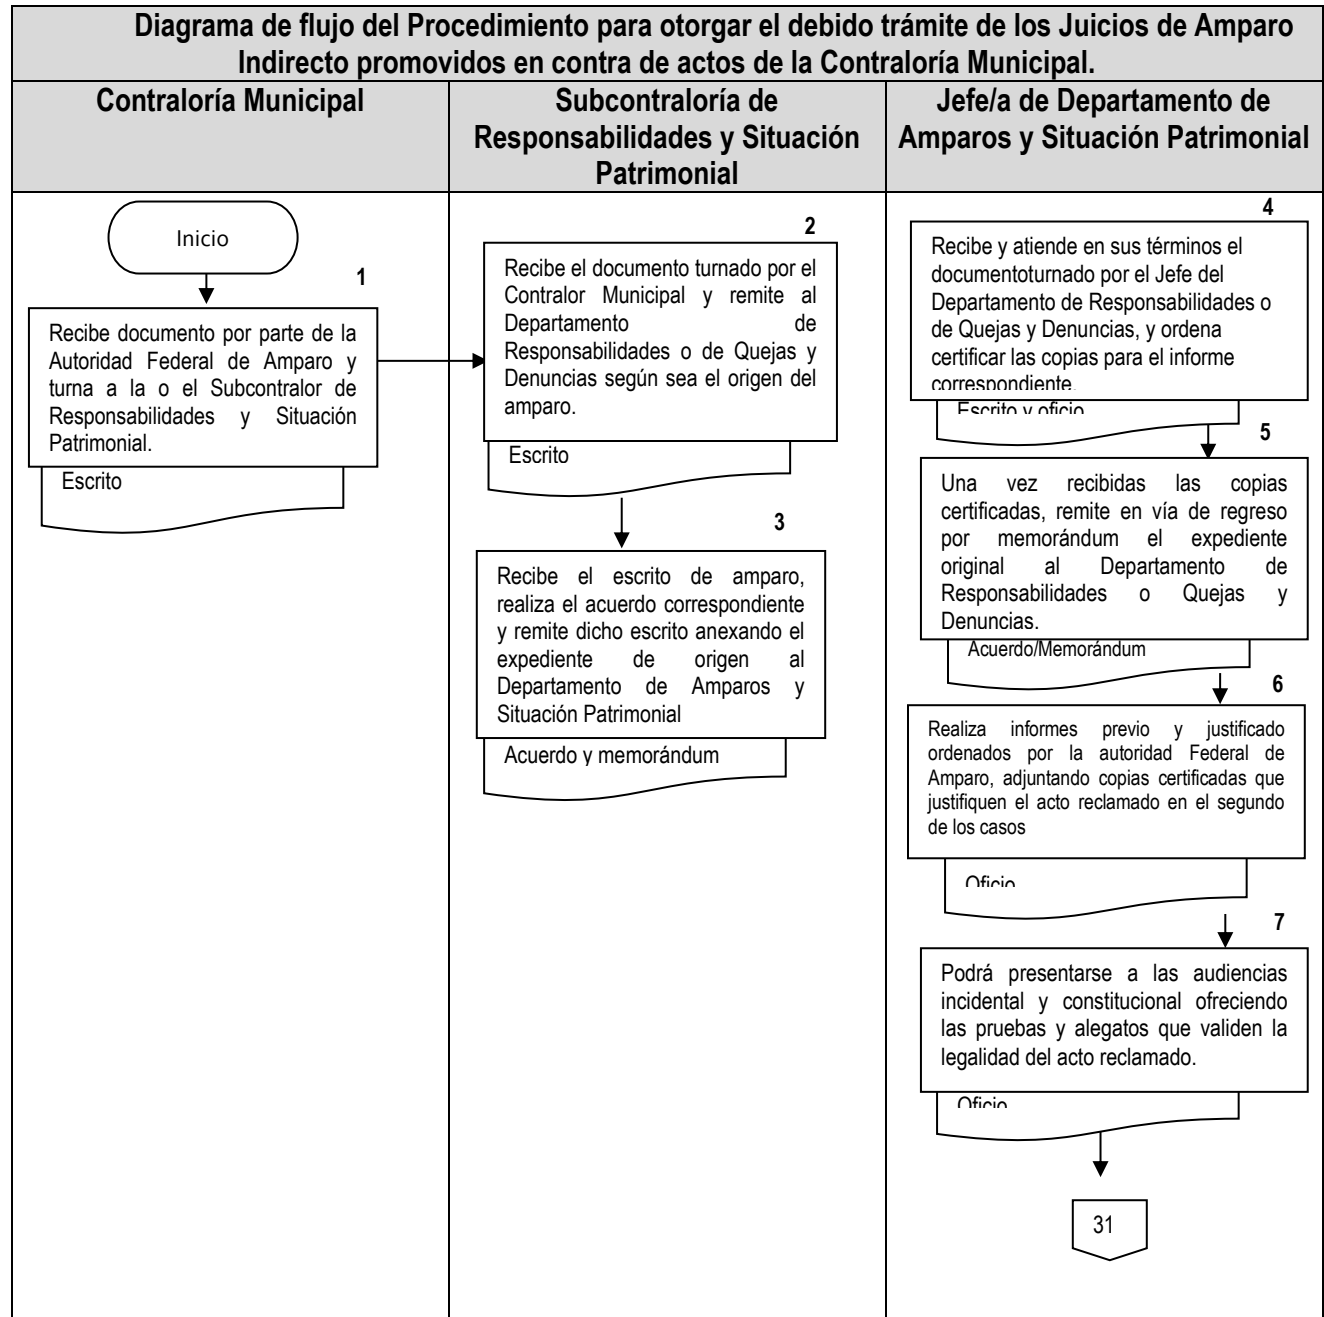 Diagrama de flujo del Procedimiento para otorgar el debido trámite de los Juicios de Amparo
Indirecto promovidos en contra de actos de la Contraloría Municipal.
Contraloría Municipal
Subcontraloría de
Responsabilidades y Situación
Patrimonial
Jefe/a de Departamento de
Amparos y Situación Patrimonial
Inicio
1
Recibe documento por parte de la
Autoridad Federal de Amparo y
turna a la o el Subcontralor de
Responsabilidades y Situación
Patrimonial.
Escrito
2
Recibe el documento turnado por el
Contralor Municipal y remite al
Departamento de
Responsabilidades o de Quejas y
Denuncias según sea el origen del
amparo.
Escrito
3
Recibe el escrito de amparo,
realiza el acuerdo correspondiente
y remite dicho escrito anexando el
expediente de origen al
Departamento de Amparos y
Situación Patrimonial
Acuerdo y memorándum
4
Recibe y atiende en sus términos el
documentoturnado por el Jefe del
Departamento de Responsabilidades o
de Quejas y Denuncias, y ordena
certificar las copias para el informe
correspondiente.
Escrito y oficio
5
Una vez recibidas las copias
certificadas, remite en vía de regreso
por memorándum el expediente
original al Departamento de
Responsabilidades o Quejas y
Denuncias.
Acuerdo/Memorándum
6
Realiza informes previo y justificado
ordenados por la autoridad Federal de
Amparo, adjuntando copias certificadas que
justifiquen el acto reclamado en el segundo
de los casos
Oficio
7
Podrá presentarse a las audiencias
incidental y constitucional ofreciendo
las pruebas y alegatos que validen la
legalidad del acto reclamado.
Oficio
31